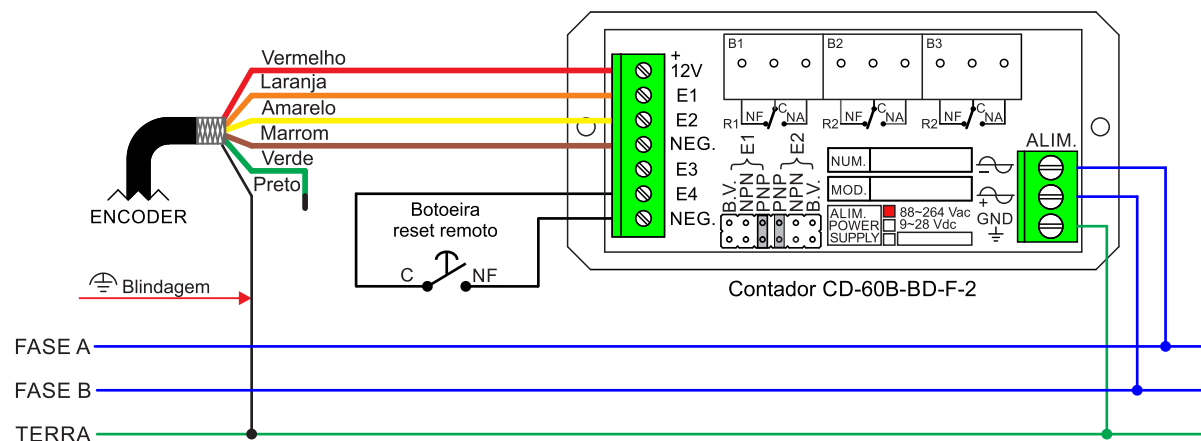 Vermelho
Laranja
Amarelo
Marrom
Verde
Preto
ENCODER
Blindagem
Botoeira
reset remoto
C
NF
+
12V
E1
E2
NEG.
E3
E4
NEG.
B1
B2
B3
R1 NF C NA
R2 NF C NA
R2 NF C NA
E1
E2
B.V.
NPN
PNP
PNP
NPN
B.V.
NUM.
MOD.
ALIM.
POWER
SUPPLY
88~264 Vac
9~28 Vdc
ALIM.
–
+
GND
Contador CD-60B-BD-F-2
FASE A
FASE B
TERRA